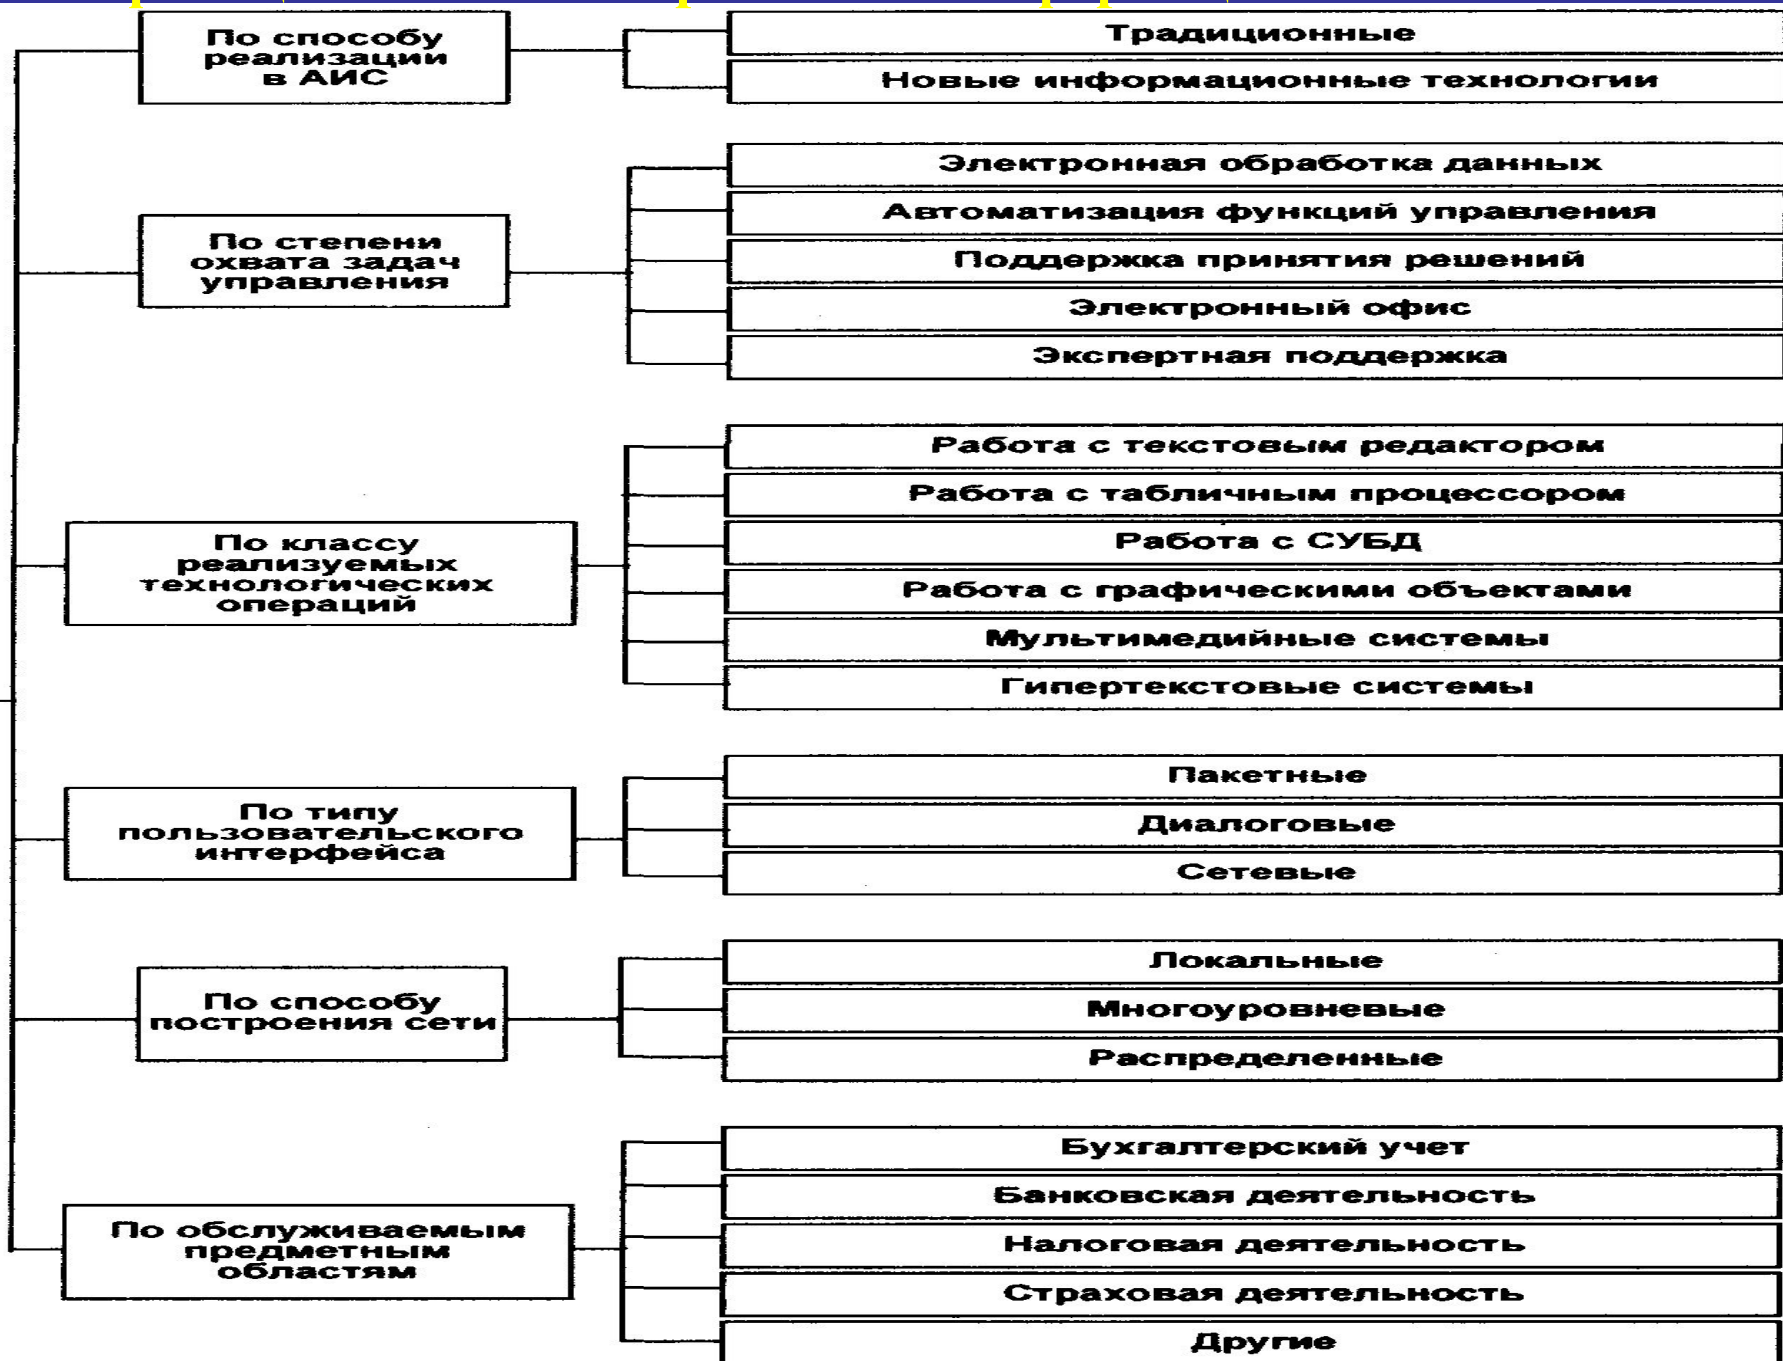 По способу
реализации
в АИС
Традиционные
Новые информационные технологии
По степени
охвата задач
управления
Электронная обработка данных
Автоматизация функций управления
Поддержка принятия решений
Электронный офис
Экспертная поддержка
По классу
реализуемых
технологических
операций
Работа с текстовым редактором
Работа с табличным процессором
Работа с СУБД
Работа с графическими объектами
Мультимедийные системы
Гипертекстовые системы
По типу
пользовательского
интерфейса
Пакетные
Диалоговые
Сетевые
По способу
построения сети
Локальные
Многоуровневые
Распределенные
По обслуживаемым
предметным
областям
Бухгалтерский учет
Банковская деятельность
Налоговая деятельность
Страховая деятельность
Другие